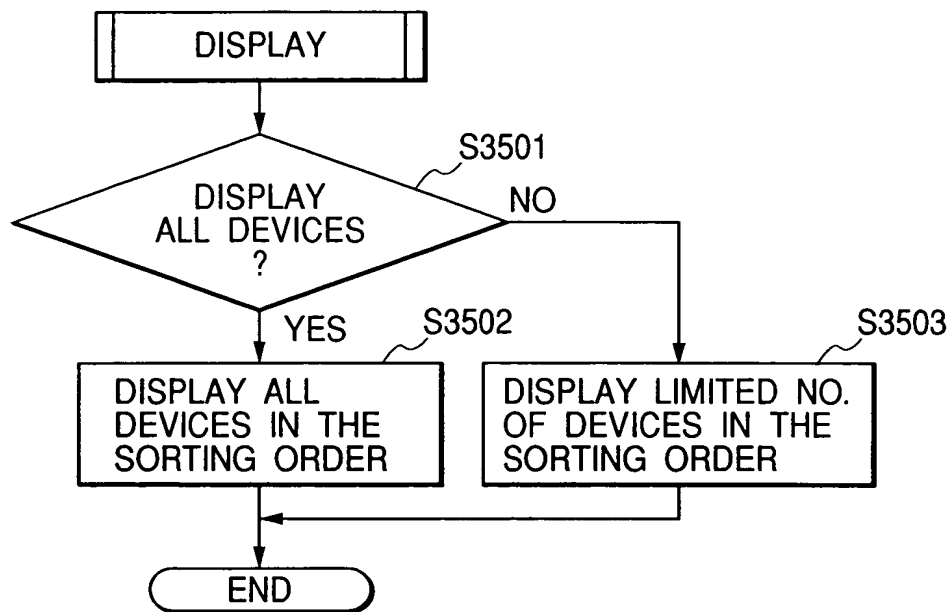 DISPLAY
S3501
DISPLAY
ALL DEVICES
?
NO
YES
S3502
S3503
DISPLAY ALL
DEVICES IN THE
SORTING ORDER
DISPLAY LIMITED NO.
OF DEVICES IN THE
SORTING ORDER
END